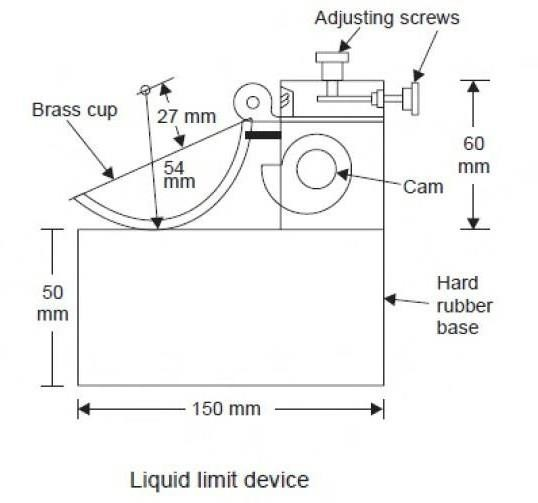 Adjusting screws
Brass cup
27 mm
54
mm
60
mm
Cam
Hard
rubber
base
50
mm
150 mm
Liquid limit device